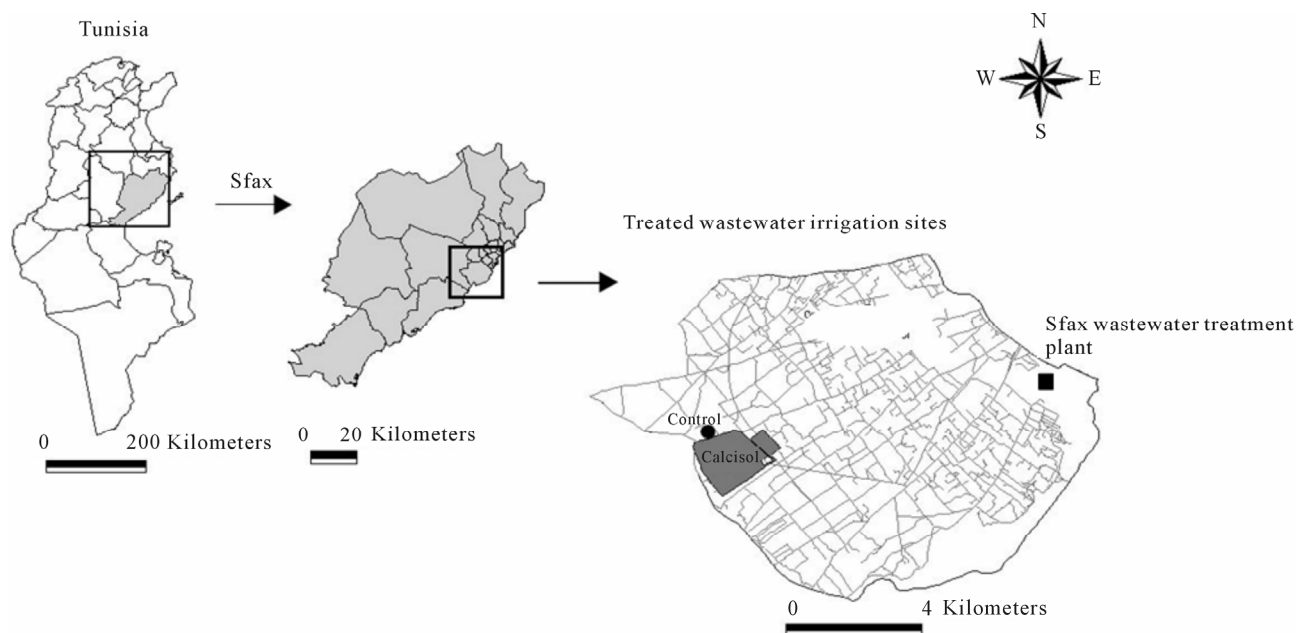 Tunisia
N
W E
S
Sfax
Treated wastewater irrigation sites
Sfax wastewater treatment
plant
Control
Calcisol
0 200 Kilometers
0 20 Kilometers
0 4 Kilometers